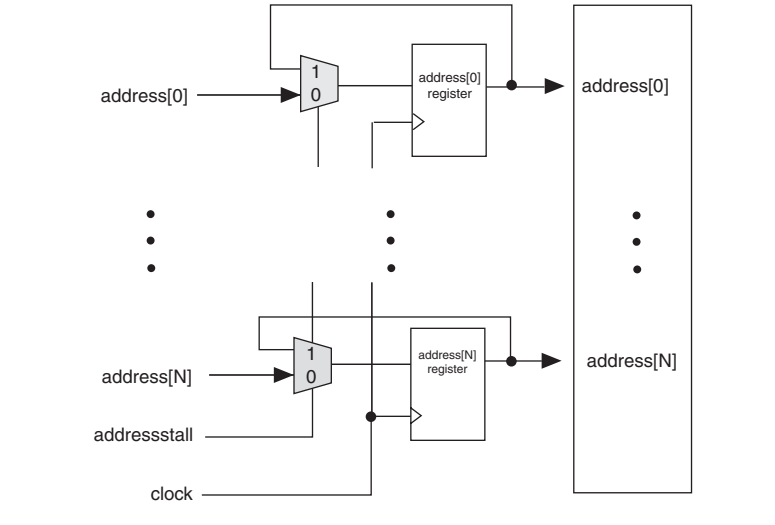 address[0]
1
0
address[0]
register
address[0]
address[N]
1
0
address[N]
register
address[N]
addressstall
clock